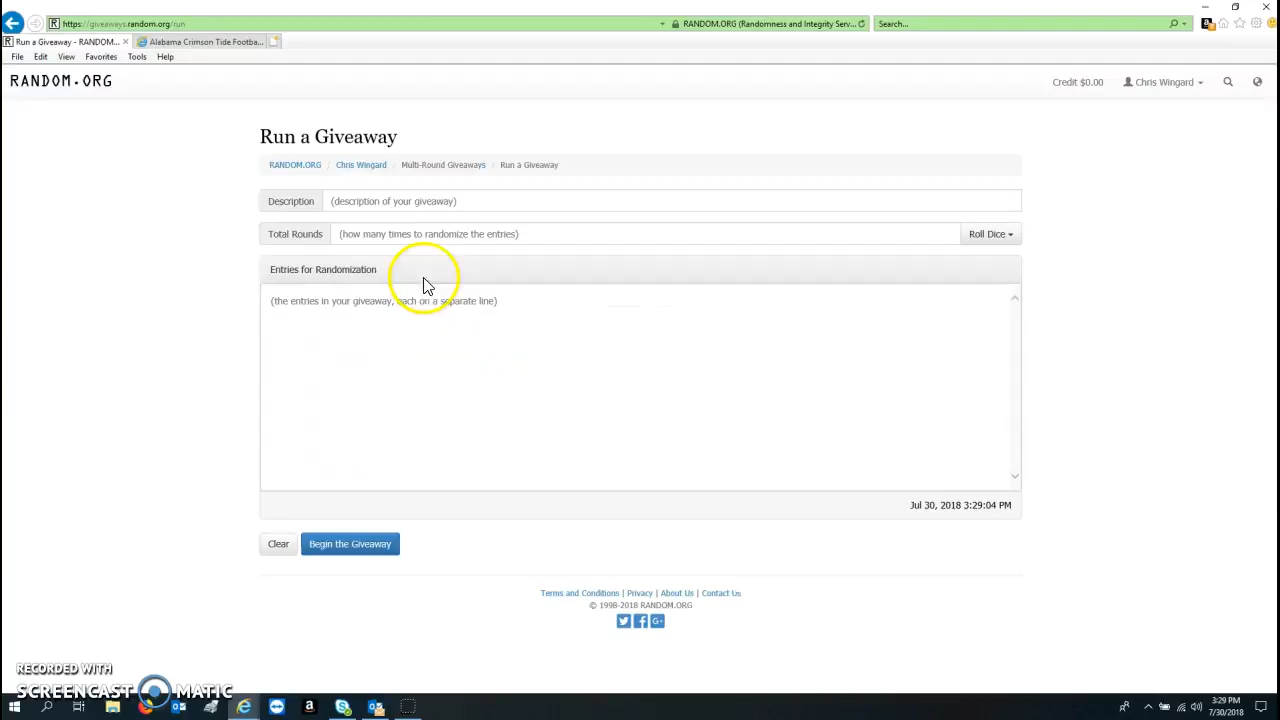 https://giveaways.random.org/run
RANDOM.ORG (Randomness and Integrity Serv...
Search...
Run a Giveaway - RANDOM...
Alabama Crimson Tide Footba...
File Edit View Favorites Tools Help
RANDOM.ORG
Credit $0.00
Chris Wingard
Run a Giveaway
RANDOM.ORG / Chris Wingard / Multi-Round Giveaways / Run a Giveaway
Description (description of your giveaway)
Total Rounds (how many times to randomize the entries) Roll Dice
Entries for Randomization
(the entries in your giveaway, each on a separate line)
Jul 30, 2018 3:29:04 PM
Clear Begin the Giveaway
Terms and Conditions | Privacy | About Us | Contact Us
© 1998-2018 RANDOM.ORG
RECORDED WITH
SCREENCAST MATIC
3:29 PM
7/30/2018